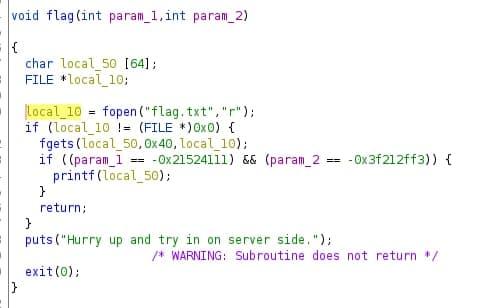 void flag(int param_1,int param_2)
{
char local_50 [64];
FILE *local_10;
local_10 = fopen("flag.txt","r");
if (local_10 != (FILE *)0x0) {
fgets(local_50,0x40,local_10);
if ((param_1 == -0x21524111) && (param_2 == -0x3f212ff3)) {
printf(local_50);
}
return;
}
puts("Hurry up and try in on server side.");
/* WARNING: Subroutine does not return */
exit(0);
}